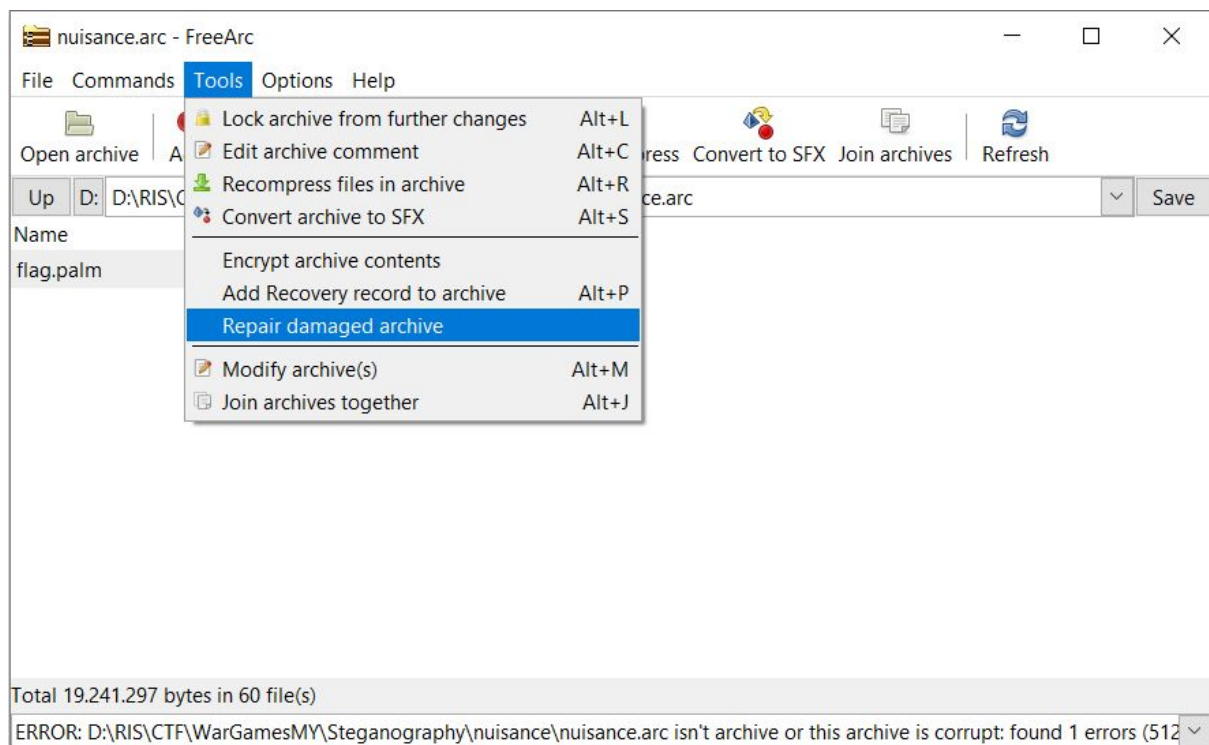 nuisance.arc - FreeArc
File Commands Tools Options Help
Lock archive from further changes Alt+L
Edit archive comment Alt+C
Recompress files in archive Alt+R
Convert archive to SFX Alt+S
Encrypt archive contents
Add Recovery record to archive Alt+P
Repair damaged archive
Modify archive(s) Alt+M
Join archives together Alt+J
Open archive Convert to SFX Join archives Refresh
Up D: D:\RIS\ Save
Name
flag.palm
Total 19.241.297 bytes in 60 file(s)
ERROR: D:\RIS\CTF\WarGamesMY\Steganography\nuisance\nuisance.arc isn't archive or this archive is corrupt: found 1 errors (512